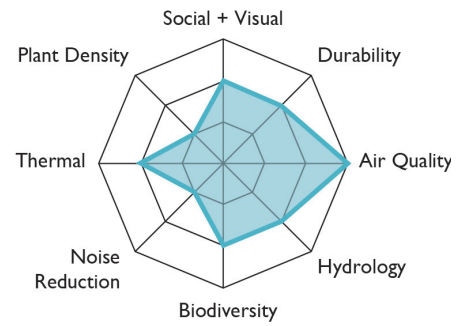 Social + Visual
Plant Density
Durability
Thermal
Air Quality
Noise
Reduction
Hydrology
Biodiversity